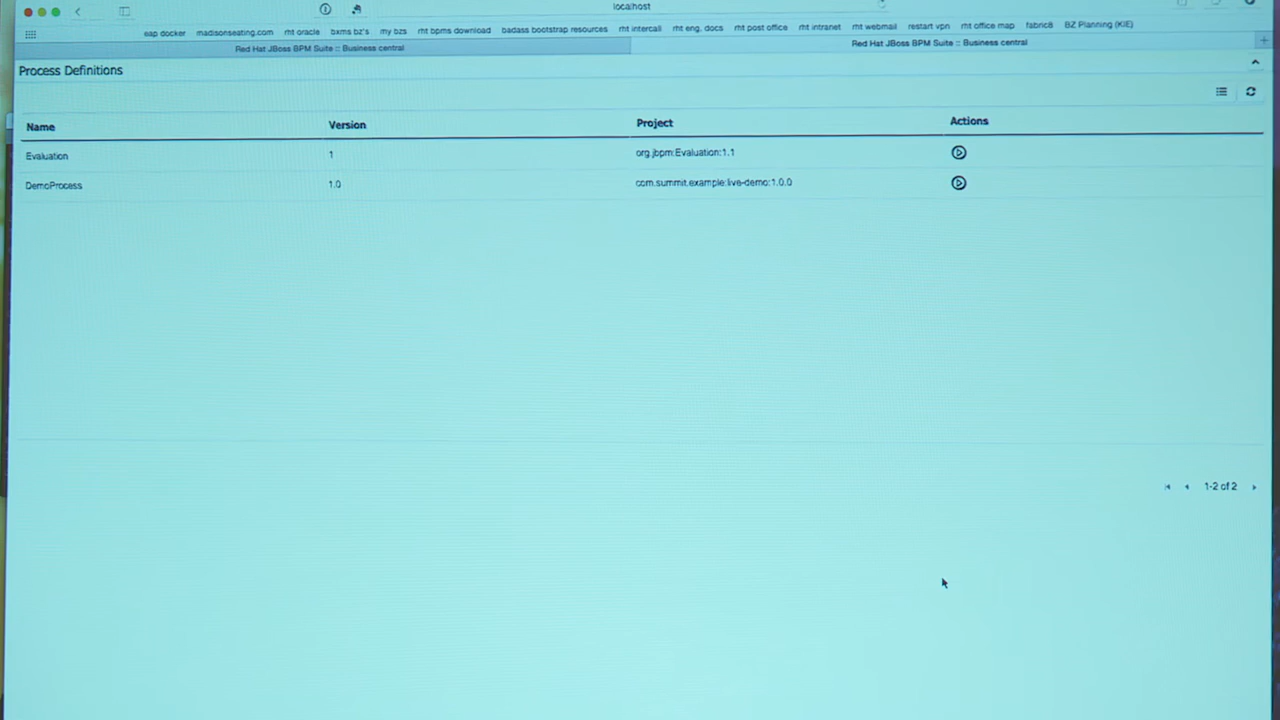 localhost
eap docker madisonseating.com rht oracle bxms bz's my bzs rht bpms download badass bootstrap resources rht intercall rht eng. docs rht post office rht intranet rht webmail restart vpn rht office map fabric8 BZ Planning (KIE)
Red Hat JBoss BPM Suite :: Business central Red Hat JBoss BPM Suite :: Business central
Process Definitions
Name Version Project Actions
Evaluation 1 org.jbpm:Evaluation:1.1
DemoProcess 1.0 com.summit.example:live-demo:1.0.0
1-2 of 2